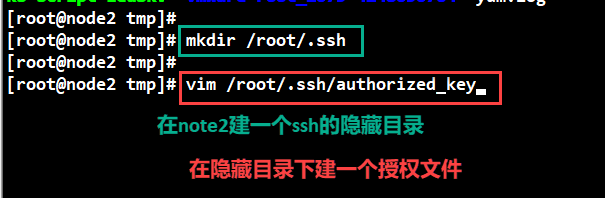 [root@node2 tmp]#
[root@node2 tmp]# mkdir /root/.ssh
[root@node2 tmp]#
[root@node2 tmp]# vim /root/.ssh/authorized_key
在note2建一个ssh的隐藏目录
在隐藏目录下建一个授权文件